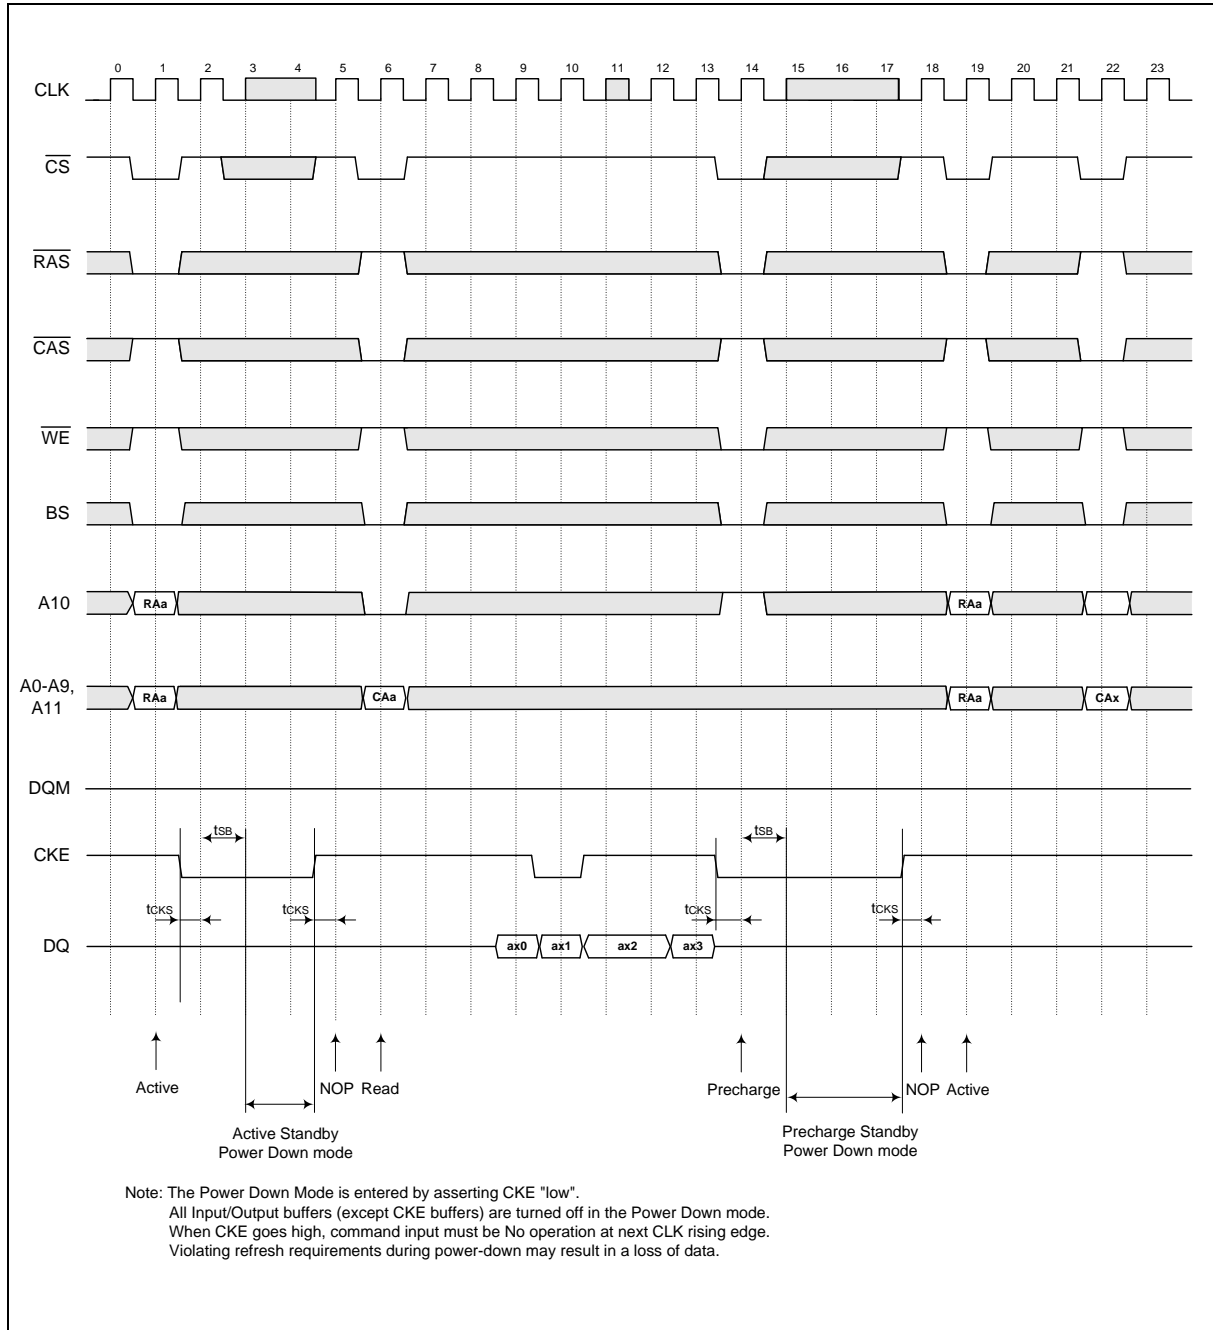 0 1 2 3 4 5 6 7 8 9 10 11 12 13 14 15 16 17 18 19 20 21 22 23
CLK
CS
RAS
CAS
WE
BS
A10 RAa RAa
A0-A9,
A11 RAa CAa RAa CAx
DQM
tSB tSB
CKE
tCKS tCKS tCKS tCKS
DQ ax0 ax1 ax2 ax3
Active NOP Read Precharge NOP Active
Active Standby
Power Down mode
Precharge Standby
Power Down mode
Note: The Power Down Mode is entered by asserting CKE "low".
All Input/Output buffers (except CKE buffers) are turned off in the Power Down mode.
When CKE goes high, command input must be No operation at next CLK rising edge.
Violating refresh requirements during power-down may result in a loss of data.